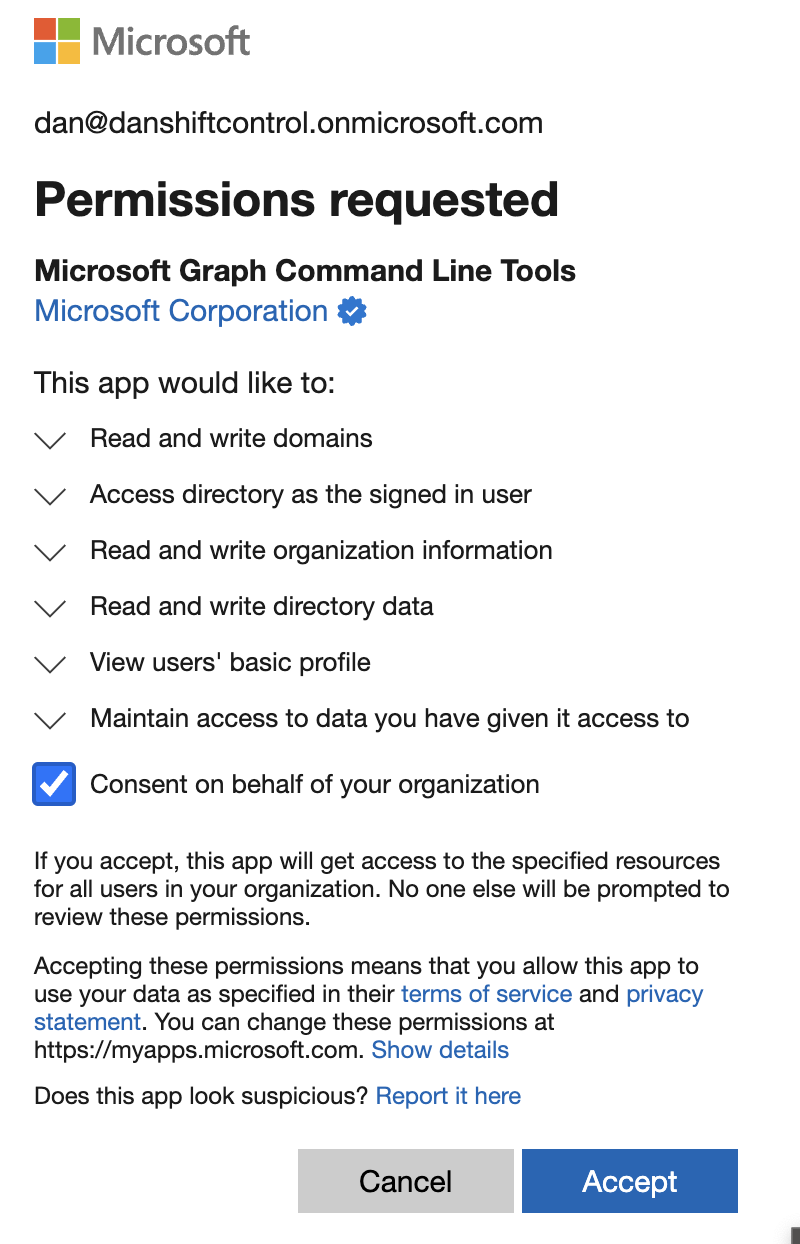 Microsoft
dan@danshiftcontrol.onmicrosoft.com
Permissions requested
Microsoft Graph Command Line Tools
Microsoft Corporation
This app would like to:
Read and write domains
Access directory as the signed in user
Read and write organization information
Read and write directory data
View users' basic profile
Maintain access to data you have given it access to
Consent on behalf of your organization
If you accept, this app will get access to the specified resources
for all users in your organization. No one else will be prompted to
review these permissions.
Accepting these permissions means that you allow this app to
use your data as specified in their terms of service and privacy
statement. You can change these permissions at
https://myapps.microsoft.com. Show details
Does this app look suspicious? Report it here
Cancel
Accept